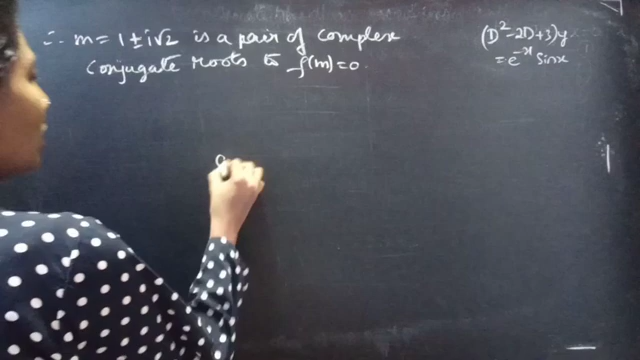 ∴ m = 1 ± i√2 is a pair of complex
conjugate roots to f(m) = 0.
(D² - 2D + 3)y
= e⁻ˣ Sinx